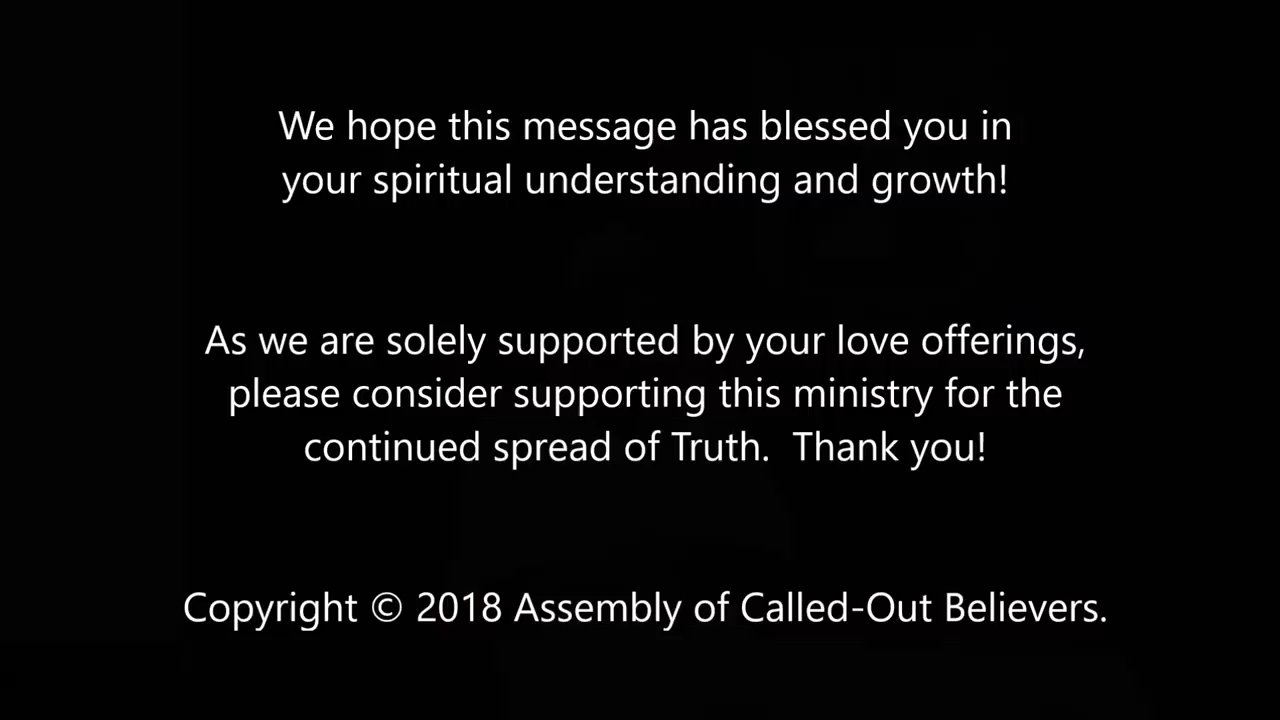 We hope this message has blessed you in
your spiritual understanding and growth!
As we are solely supported by your love offerings,
please consider supporting this ministry for the
continued spread of Truth.  Thank you!
Copyright © 2018 Assembly of Called-Out Believers.